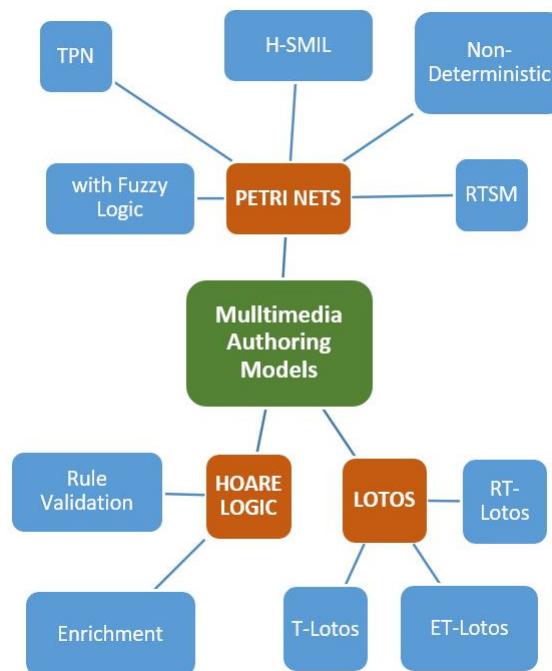 TPN
H-SMIL
Non-
Deterministic
with Fuzzy
Logic
PETRI NETS
RTSM
Mulltimedia
Authoring
Models
Rule
Validation
HOARE
LOGIC
LOTOS
RT-
Lotos
Enrichment
T-Lotos
ET-Lotos